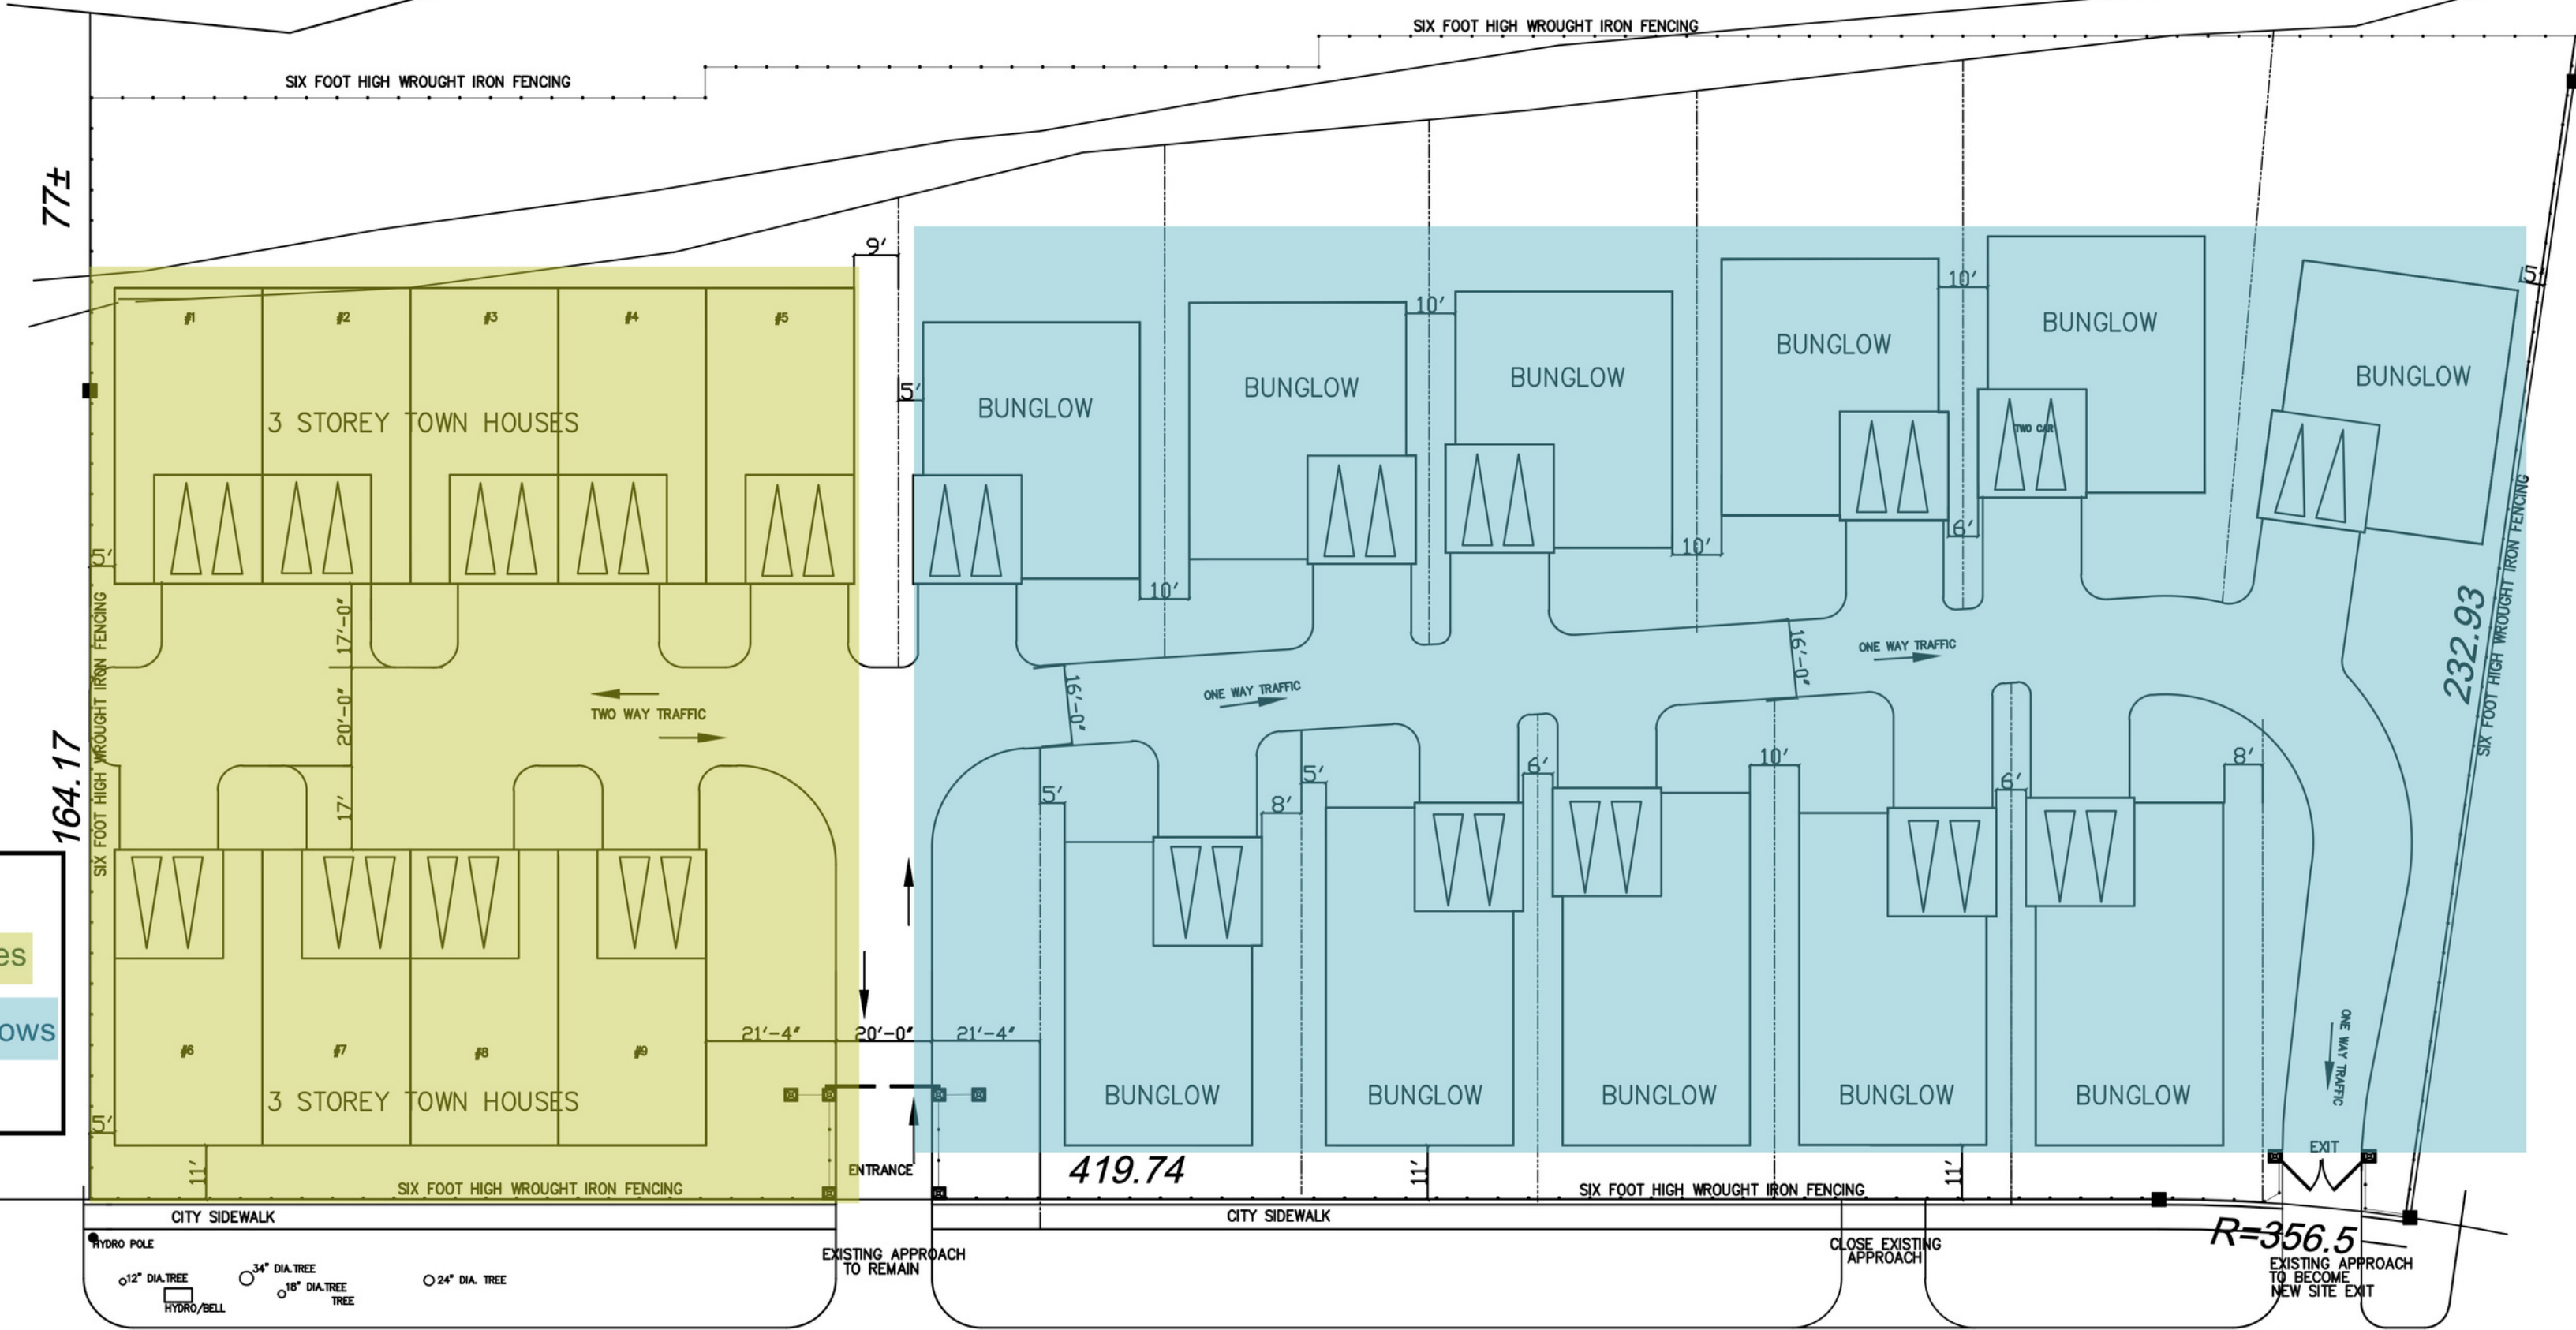 SIX FOOT HIGH WROUGHT IRON FENCING
SIX FOOT HIGH WROUGHT IRON FENCING
77±
9'
5'
10'
10'
15'
#1
#2
#3
#4
#5
3 STOREY TOWN HOUSES
BUNGLOW
BUNGLOW
BUNGLOW
BUNGLOW
BUNGLOW
BUNGLOW
TWO CAR
5'
10'
10'
6'
17'-0"
20'-0"
17'
SIX FOOT HIGH WROUGHT IRON FENCING
164.17
TWO WAY TRAFFIC
ONE WAY TRAFFIC
16'-0"
16'-0"
ONE WAY TRAFFIC
232.93
SIX FOOT HIGH WROUGHT IRON FENCING
5'
8'
5'
6'
10'
6'
8'
es
ows
#6
#7
#8
#9
3 STOREY TOWN HOUSES
21'-4"
20'-0"
21'-4"
BUNGLOW
BUNGLOW
BUNGLOW
BUNGLOW
BUNGLOW
ONE WAY TRAFFIC
5'
11'
ENTRANCE
419.74
11'
11'
EXIT
SIX FOOT HIGH WROUGHT IRON FENCING
SIX FOOT HIGH WROUGHT IRON FENCING
CITY SIDEWALK
CITY SIDEWALK
R=356.5
HYDRO POLE
12" DIA.TREE
34" DIA.TREE
18" DIA.TREE
TREE
24" DIA. TREE
HYDRO/BELL
EXISTING APPROACH
TO REMAIN
CLOSE EXISTING
APPROACH
EXISTING APPROACH
TO BECOME
NEW SITE EXIT